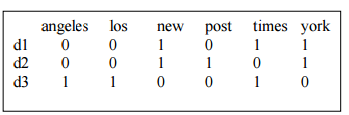 angeles los new post times york
d1 0 0 1 0 1 1
d2 0 0 1 1 0 1
d3 1 1 0 0 1 0